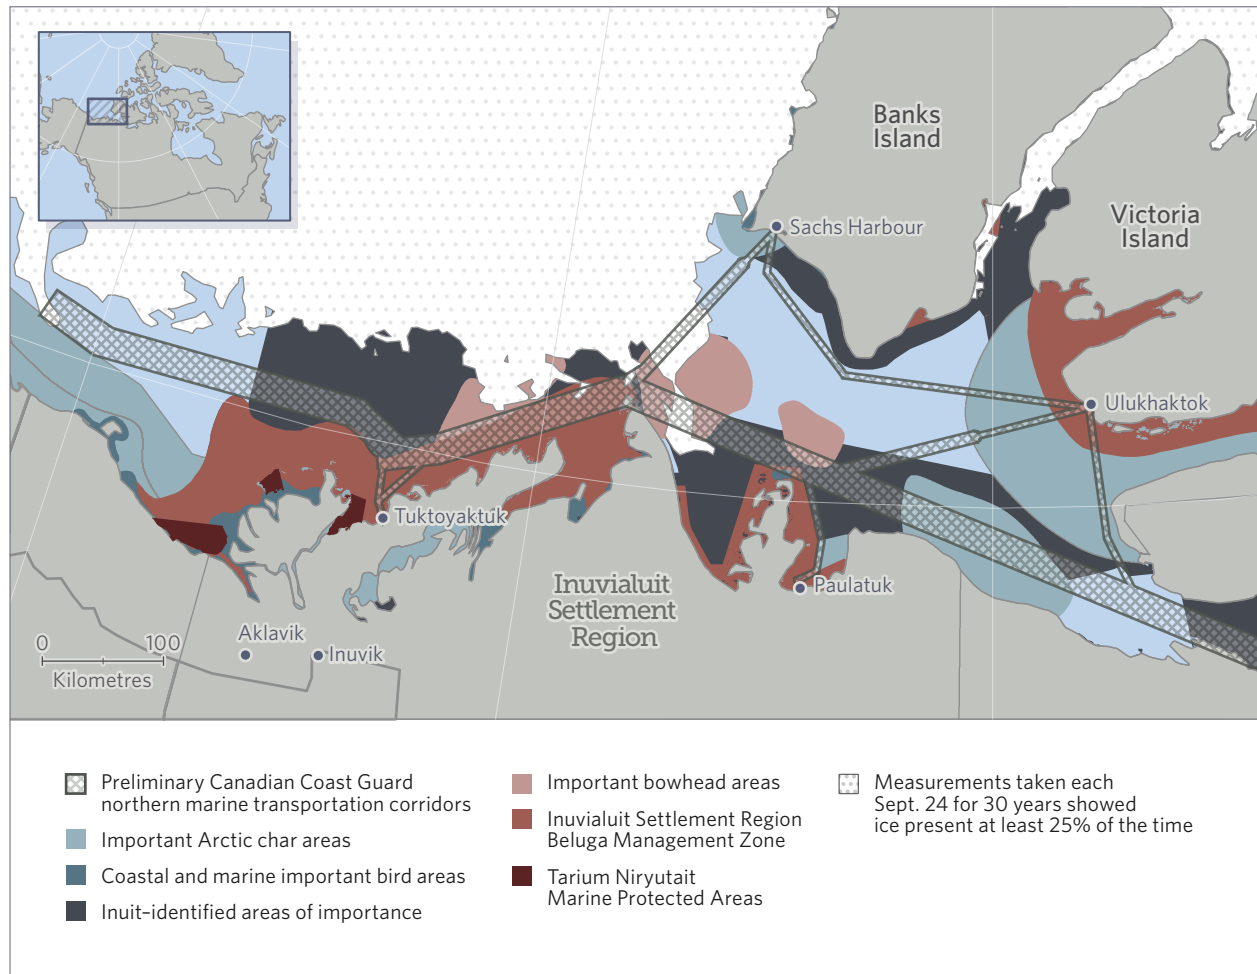 Banks
Island
Victoria
Island
Sachs Harbour
Ulukhaktok
Tuktoyaktuk
Paulatuk
Inuvialuit
Settlement
Region
Aklavik
Inuvik
0 100
Kilometres
Preliminary Canadian Coast Guard
northern marine transportation corridors
Important Arctic char areas
Coastal and marine important bird areas
Inuit–identified areas of importance
Important bowhead areas
Inuvialuit Settlement Region
Beluga Management Zone
Tarium Niryutait
Marine Protected Areas
Measurements taken each
Sept. 24 for 30 years showed
ice present at least 25% of the time